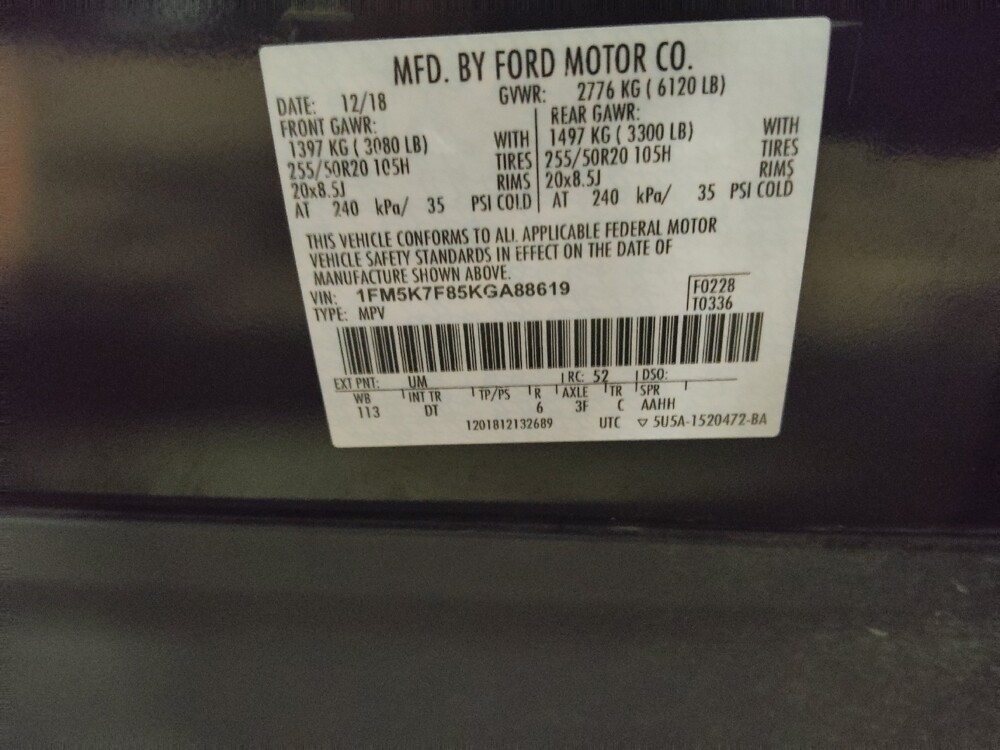 MFD. BY FORD MOTOR CO.
DATE: 12/18 GVWR: 2776 KG ( 6120 LB)
FRONT GAWR: REAR GAWR:
1397 KG ( 3080 LB) WITH 1497 KG ( 3300 LB) WITH
255/50R20 105H TIRES 255/50R20 105H TIRES
20x8.5J RIMS 20x8.5J RIMS
AT 240 kPa/ 35 PSI COLD AT 240 kPa/ 35 PSI COLD
THIS VEHICLE CONFORMS TO ALL APPLICABLE FEDERAL MOTOR
VEHICLE SAFETY STANDARDS IN EFFECT ON THE DATE OF
MANUFACTURE SHOWN ABOVE.
VIN: 1FM5K7F85KGA88619 F0228
TYPE: MPV T0336
EXT PNT: UM RC: 52 DSO:
WB INT TR TP/PS R AXLE TR SPR
113 DT 6 3F C AAHH
1201812132689 UTC ▽ 5U5A-1520472-BA